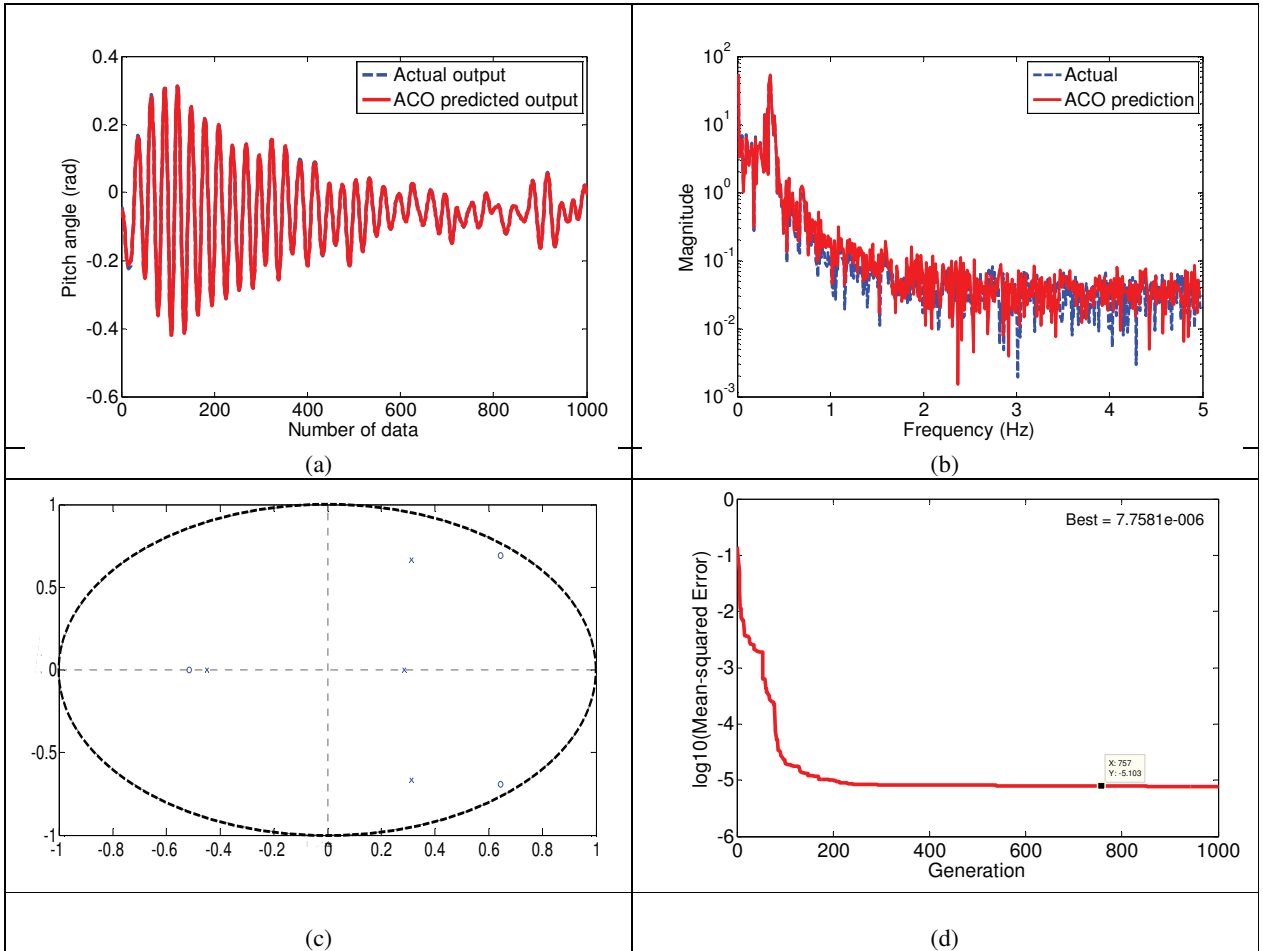 0.4
0.2
0
-0.2
-0.4
-0.6
Pitch angle (rad)
Actual output
ACO predicted output
0 200 400 600 800 1000
Number of data
(a)
10^2
10^1
10^0
10^-1
10^-2
10^-3
Magnitude
Actual
ACO prediction
0 1 2 3 4 5
Frequency (Hz)
(b)
1
0.5
0
-0.5
-1
-1 -0.8 -0.6 -0.4 -0.2 0 0.2 0.4 0.6 0.8 1
(c)
0
-1
-2
-3
-4
-5
-6
log10(Mean-squared Error)
Best = 7.7581e-006
X: 757
Y: -5.103
0 200 400 600 800 1000
Generation
(d)